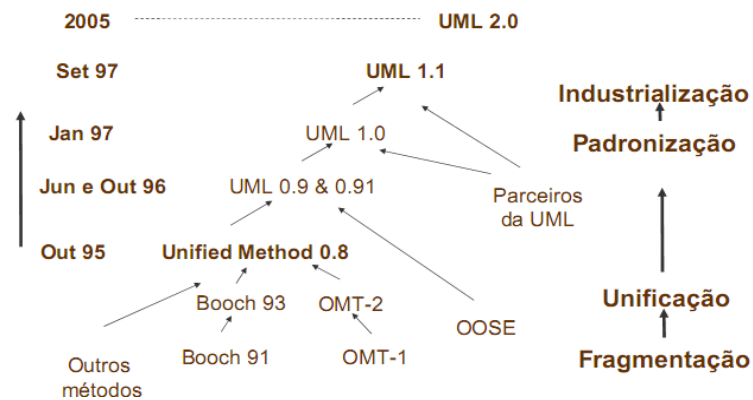 2005
UML 2.0
Set 97
UML 1.1
Industrialização
Jan 97
UML 1.0
Padronização
Jun e Out 96
UML 0.9 & 0.91
Parceiros
da UML
Out 95
Unified Method 0.8
Booch 93
OMT-2
Unificação
OOSE
Outros
métodos
Booch 91
OMT-1
Fragmentação